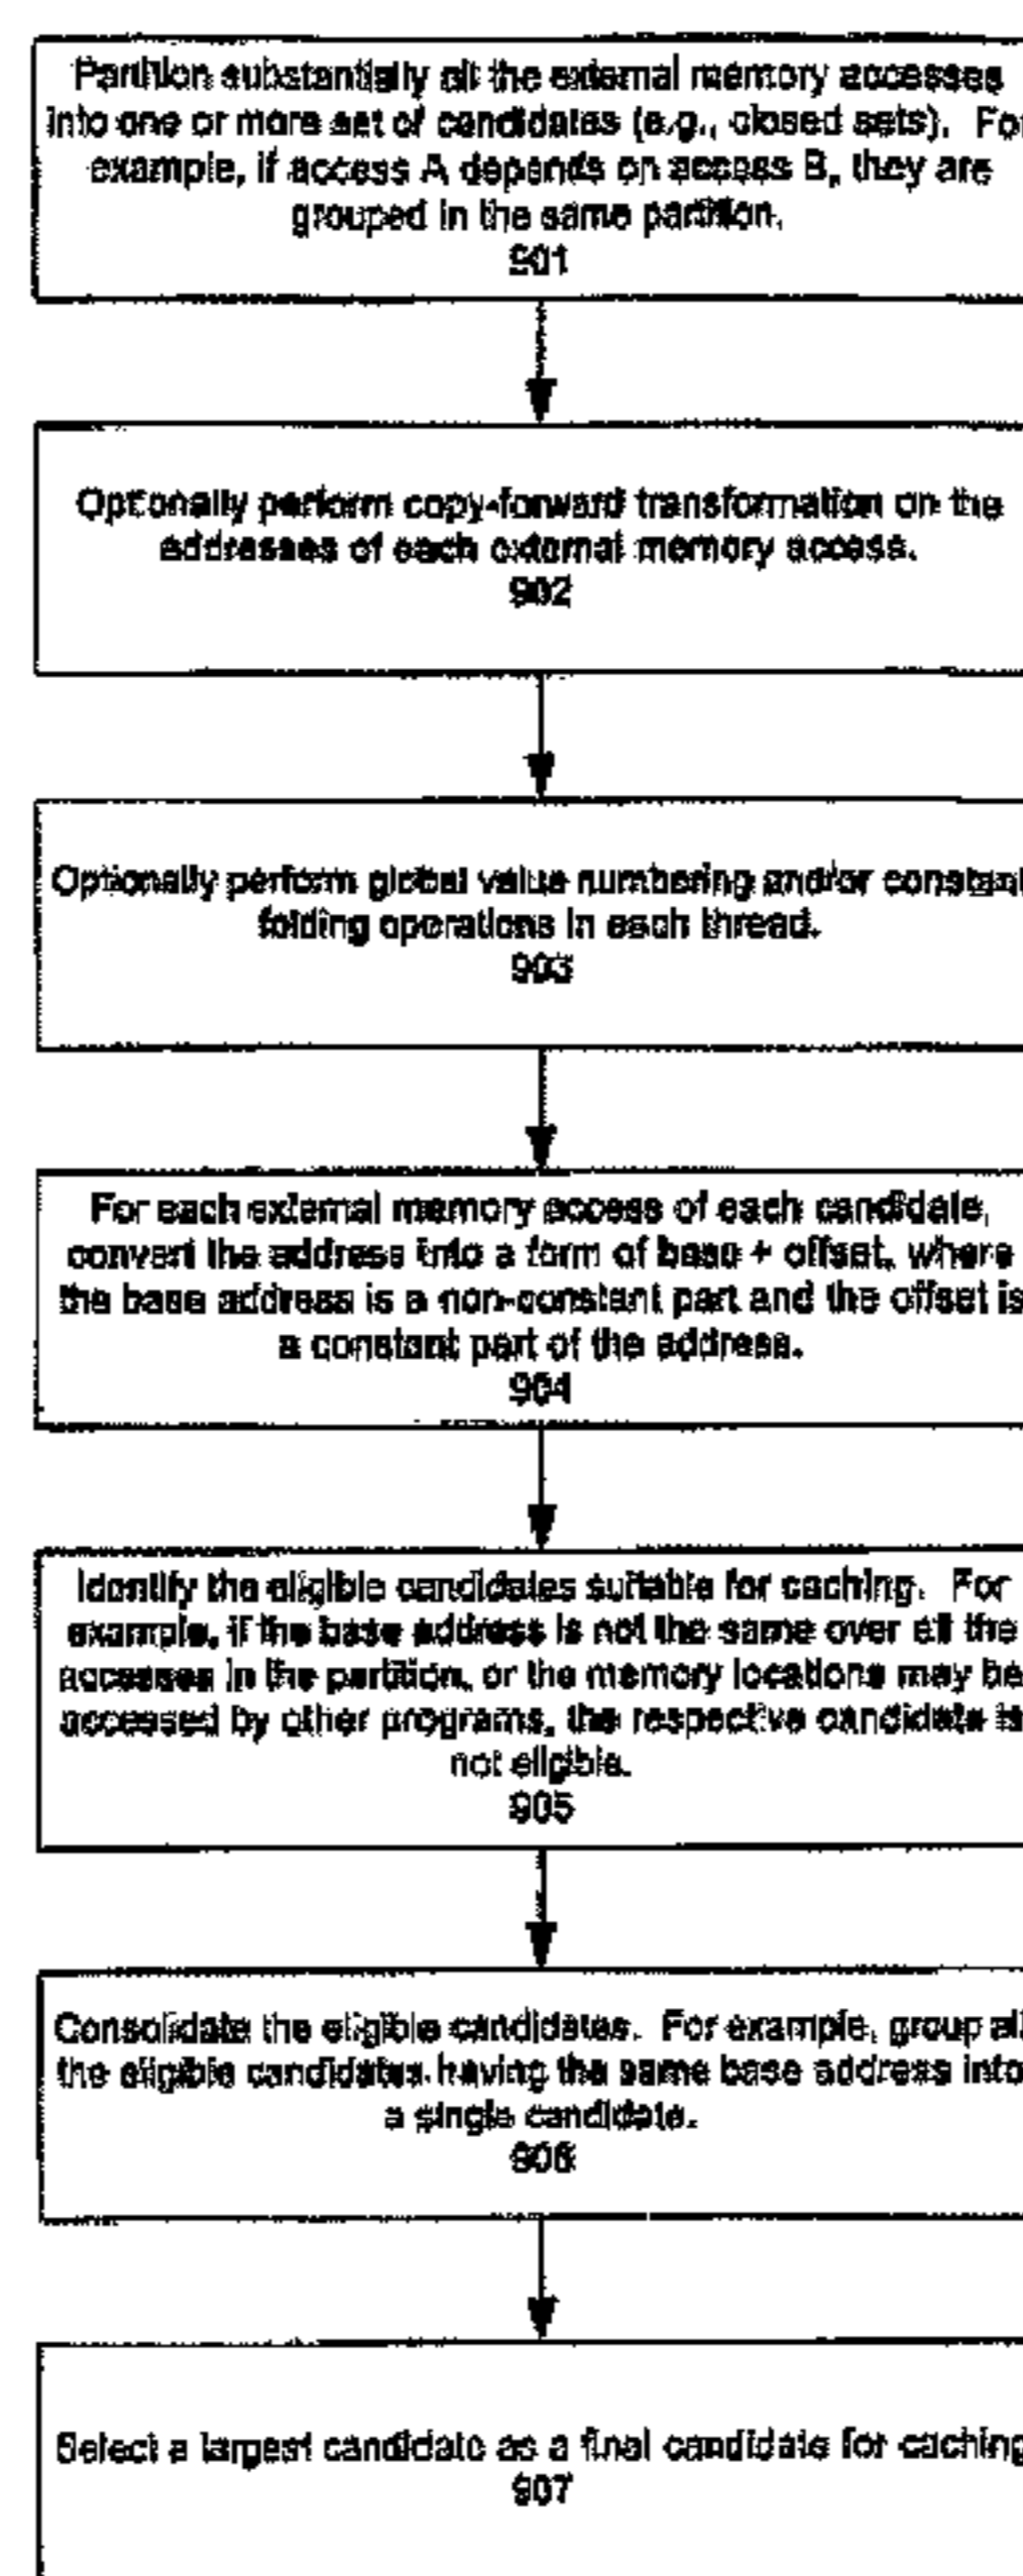 Partition substantially all the external memory accesses
into one or more set of candidates (e.g., closed sets). For
example, if access A depends on access B, they are
grouped in the same partition.
901
Optionally perform copy-forward transformation on the
addresses of each external memory access.
902
Optionally perform global value numbering and/or constant
folding operations in each thread.
903
For each external memory access of each candidate,
convert the address into a form of base + offset, where
the base address is a non-constant part and the offset is
a constant part of the address.
904
Identify the eligible candidates suitable for caching. For
example, if the base address is not the same over all the
accesses in the partition, or the memory locations may be
accessed by other programs, the respective candidate is
not eligible.
905
Consolidate the eligible candidates. For example, group all
the eligible candidates having the same base address into
a single candidate.
906
Select a largest candidate as a final candidate for caching
907